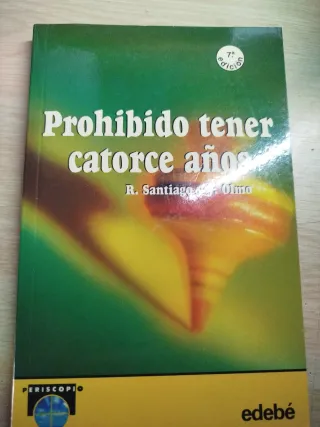 7ª
edición
Prohibido tener
catorce años
R. Santiago Olmo
PERISCOPIO
edebé